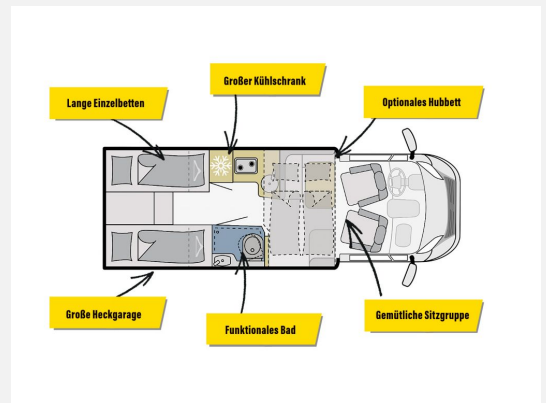 Großer Kühlschrank
Lange Einzelbetten
Optionales Hubbett
Große Heckgarage
Funktionales Bad
Gemütliche Sitzgruppe